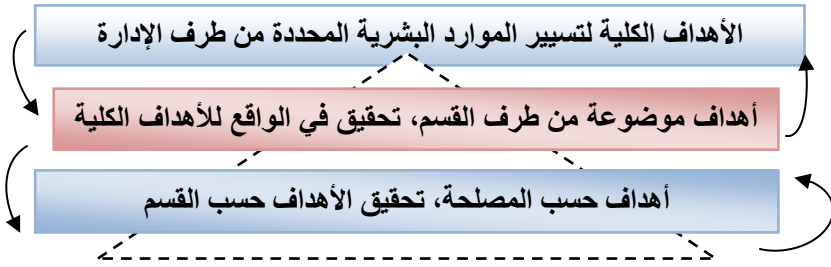 الأهداف الكلية لتسيير الموارد البشرية المحددة من طرف الإدارة
أهداف موضوعة من طرف القسم، تحقيق في الواقع للأهداف الكلية
أهداف حسب المصلحة، تحقيق الأهداف حسب القسم